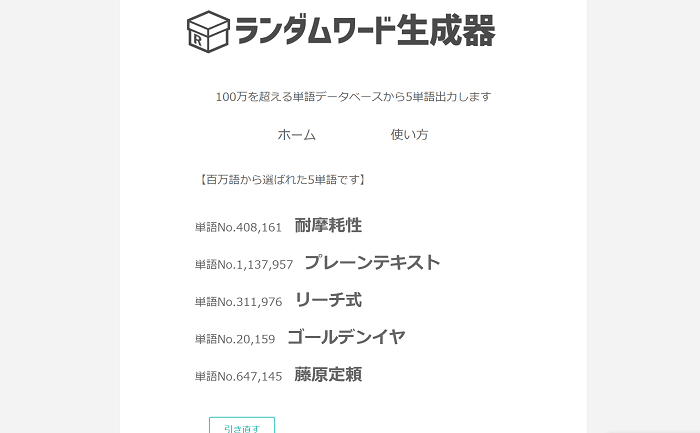 R ランダムワード生成器
100万を超える単語データベースから5単語出力します
ホーム 使い方
【百万語から選ばれた5単語です】
単語No.408,161 耐摩耗性
単語No.1,137,957 プレーンテキスト
単語No.311,976 リーチ式
単語No.20,159 ゴールデンイヤ
単語No.647,145 藤原定頼
引き直す